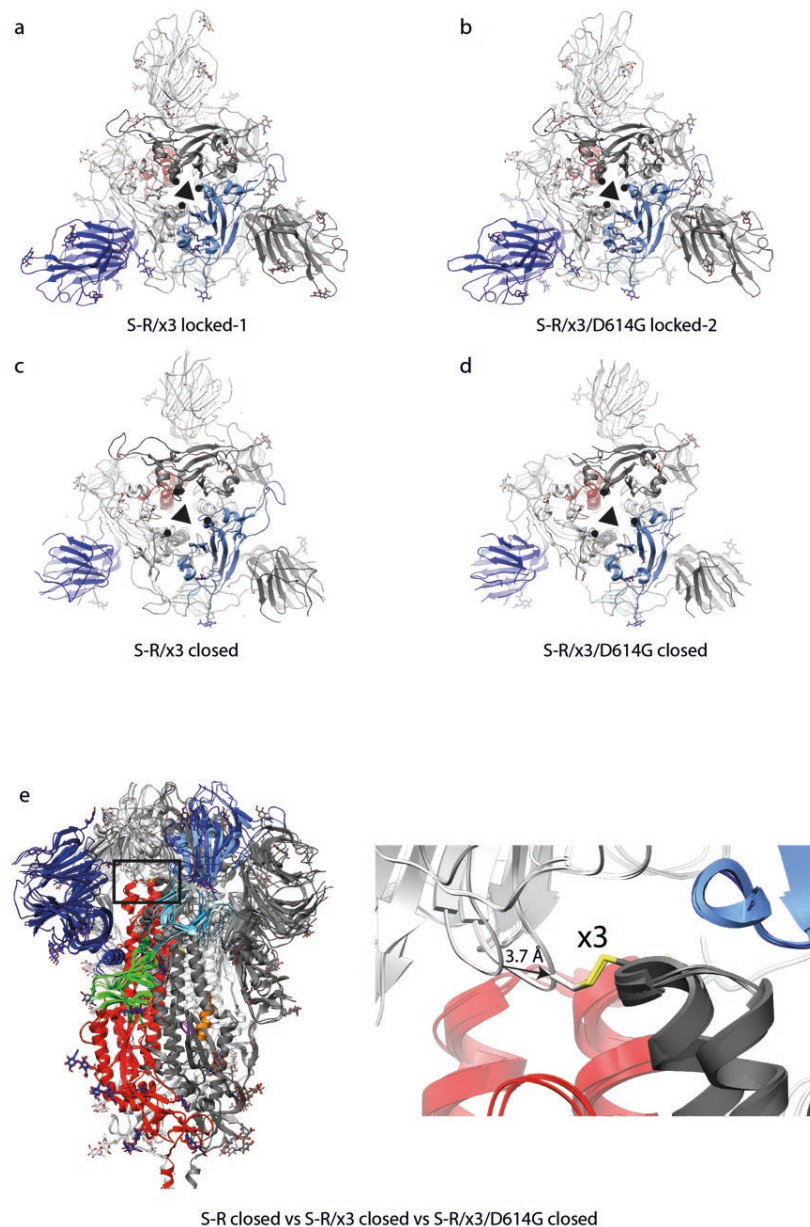 a
b
S-R/x3 locked-1
S-R/x3/D614G locked-2
c
d
S-R/x3 closed
S-R/x3/D614G closed
e
x3
3.7 Å
S-R closed vs S-R/x3 closed vs S-R/x3/D614G closed